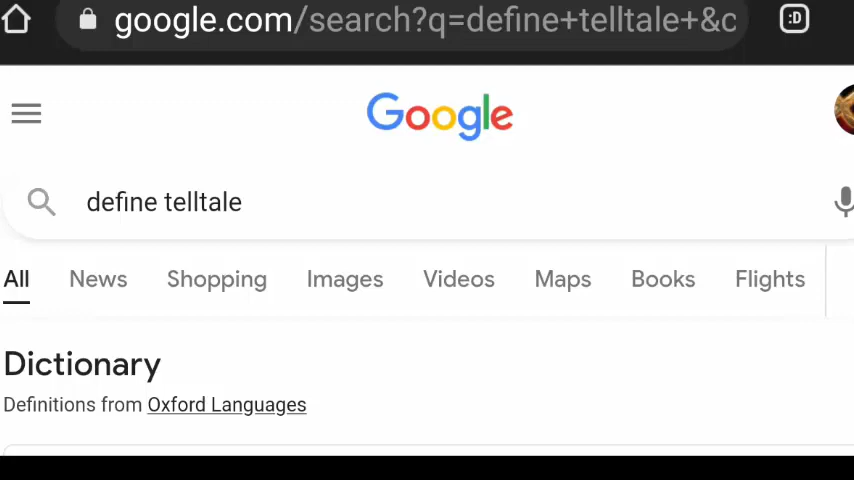 google.com/search?q=define+telltale+&c
:D
Google
define telltale
All News Shopping Images Videos Maps Books Flights
Dictionary
Definitions from Oxford Languages